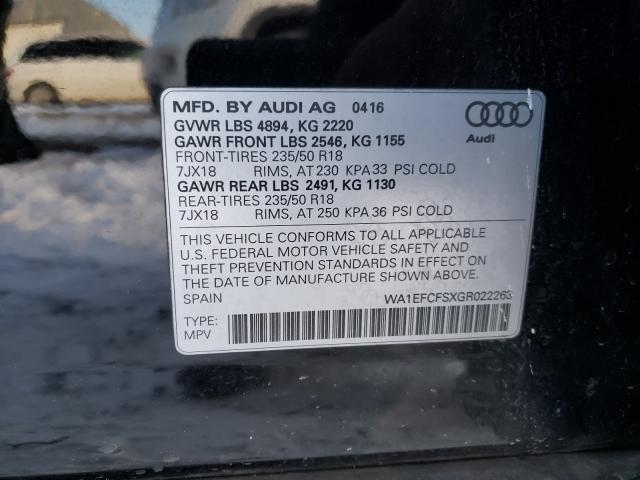 MFD. BY AUDI AG 0416
GVWR LBS 4894, KG 2220
GAWR FRONT LBS 2546, KG 1155
FRONT-TIRES 235/50 R18
7JX18 RIMS, AT 230 KPA 33 PSI COLD
GAWR REAR LBS 2491, KG 1130
REAR-TIRES 235/50 R18
7JX18 RIMS, AT 250 KPA 36 PSI COLD
Audi
THIS VEHICLE CONFORMS TO ALL APPLICABLE
U.S. FEDERAL MOTOR VEHICLE SAFETY AND
THEFT PREVENTION STANDARDS IN EFFECT ON
THE DATE OF MANUFACTURE SHOWN ABOVE.
SPAIN WA1EFCFSXGR022263
TYPE:
MPV